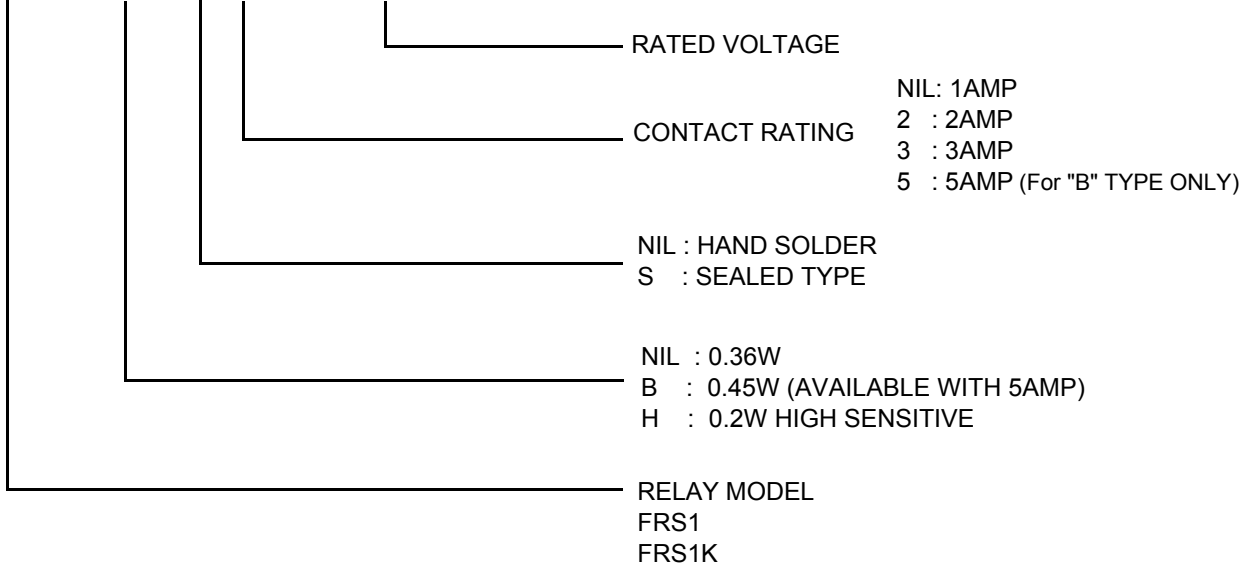 RATED VOLTAGE
NIL: 1AMP
CONTACT RATING
2 : 2AMP
3 : 3AMP
5 : 5AMP (For "B" TYPE ONLY)
NIL : HAND SOLDER
S : SEALED TYPE
NIL : 0.36W
B : 0.45W (AVAILABLE WITH 5AMP)
H : 0.2W HIGH SENSITIVE
RELAY MODEL
FRS1
FRS1K